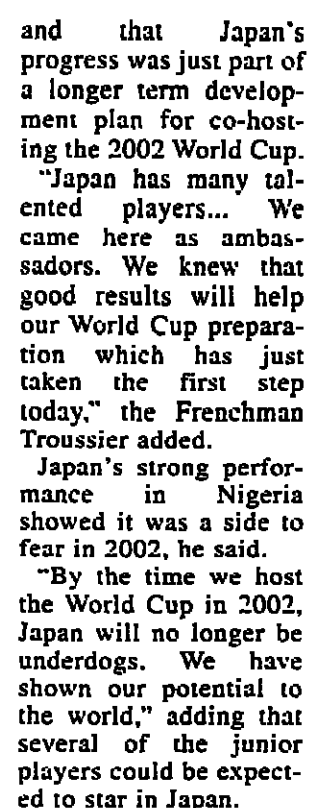 and that Japan's
progress was just part of
a longer term develop-
ment plan for co-host-
ing the 2002 World Cup.
"Japan has many tal-
ented players... We
came here as ambas-
sadors. We knew that
good results will help
our World Cup prepara-
tion which has just
taken the first step
today," the Frenchman
Troussier added.
Japan's strong perfor-
mance in Nigeria
showed it was a side to
fear in 2002, he said.
"By the time we host
the World Cup in 2002,
Japan will no longer be
underdogs. We have
shown our potential to
the world," adding that
several of the junior
players could be expect-
ed to star in Japan.